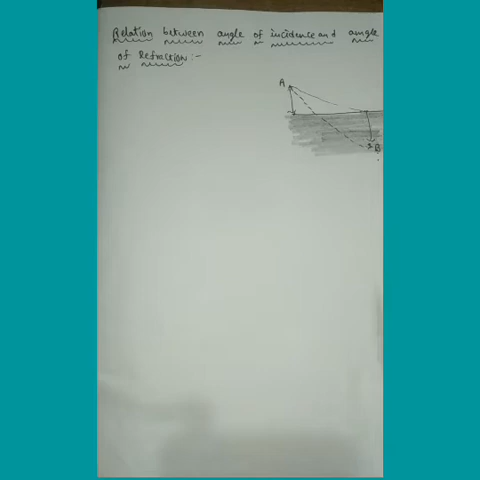 Relation between angle of incidence and angle
of Refraction :-
A
B